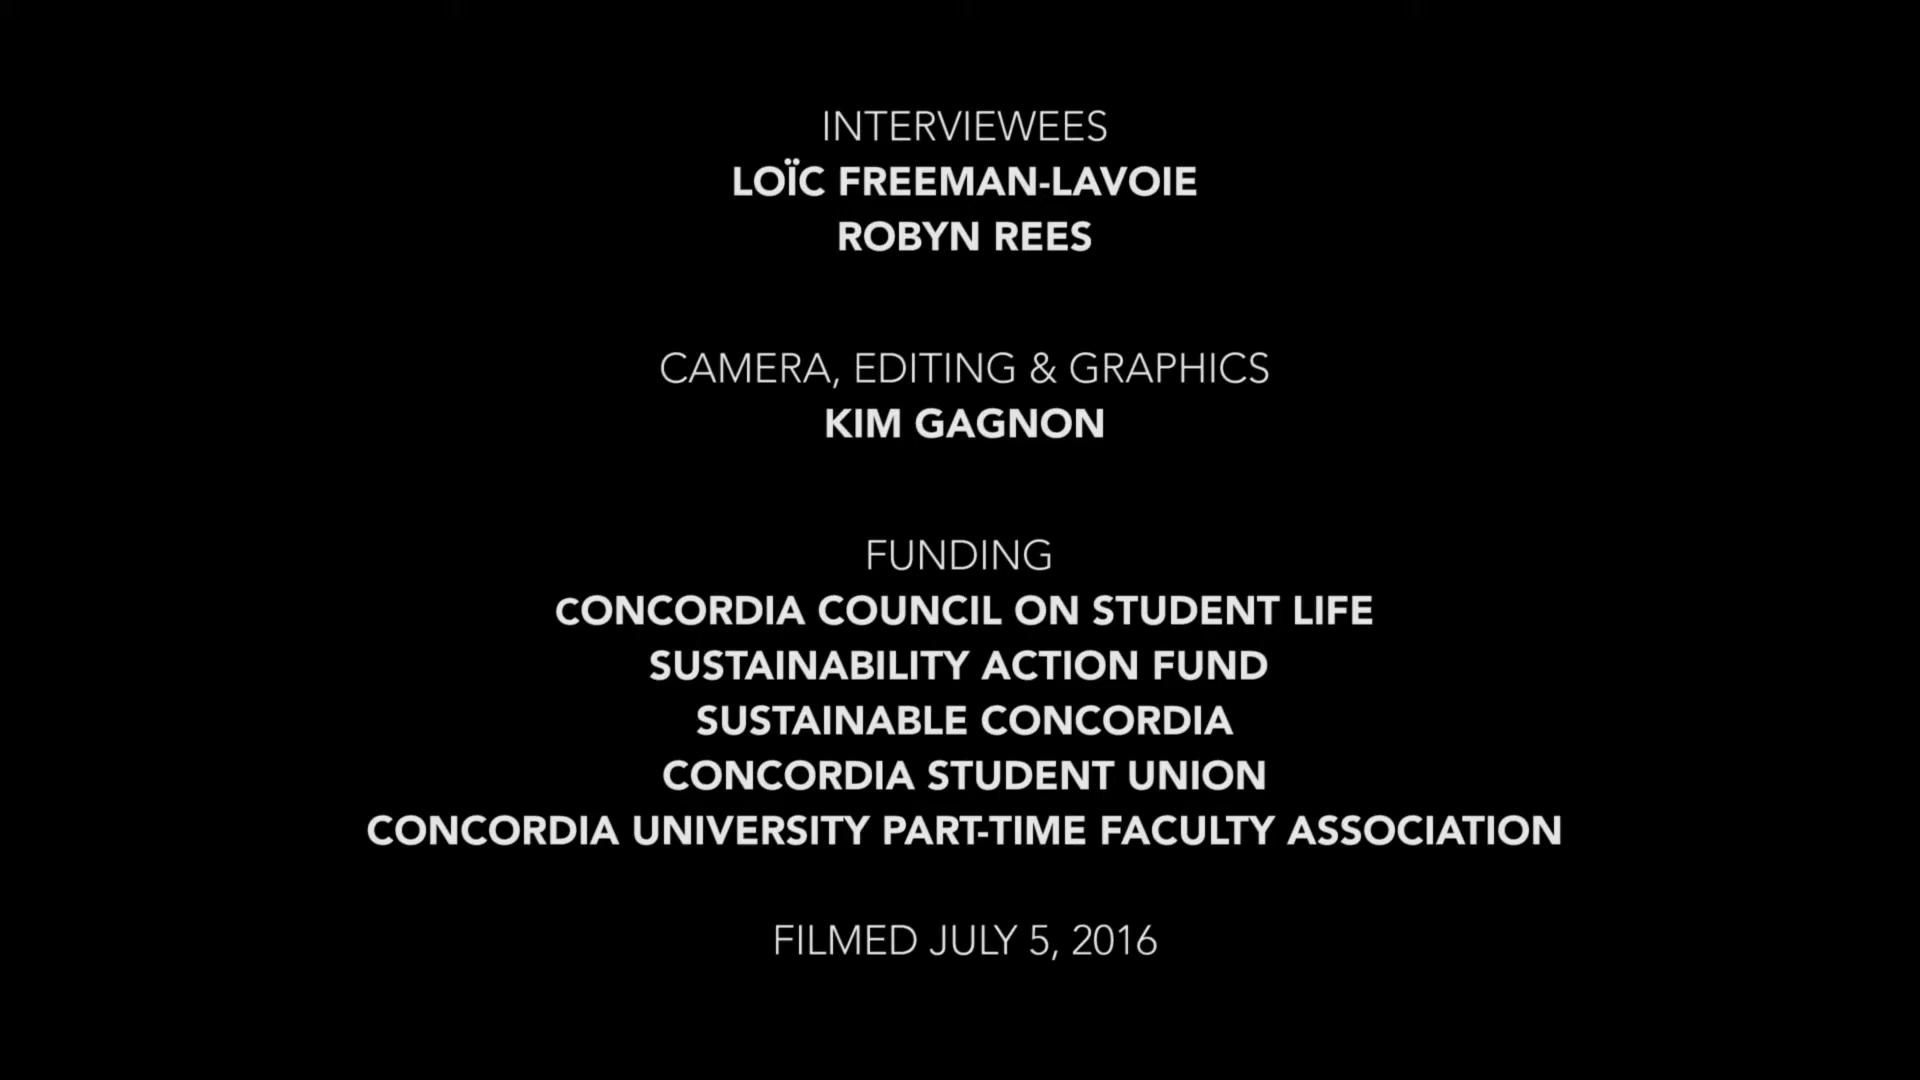 INTERVIEWEES
LOÏC FREEMAN-LAVOIE
ROBYN REES
CAMERA, EDITING & GRAPHICS
KIM GAGNON
FUNDING
CONCORDIA COUNCIL ON STUDENT LIFE
SUSTAINABILITY ACTION FUND
SUSTAINABLE CONCORDIA
CONCORDIA STUDENT UNION
CONCORDIA UNIVERSITY PART-TIME FACULTY ASSOCIATION
FILMED JULY 5, 2016